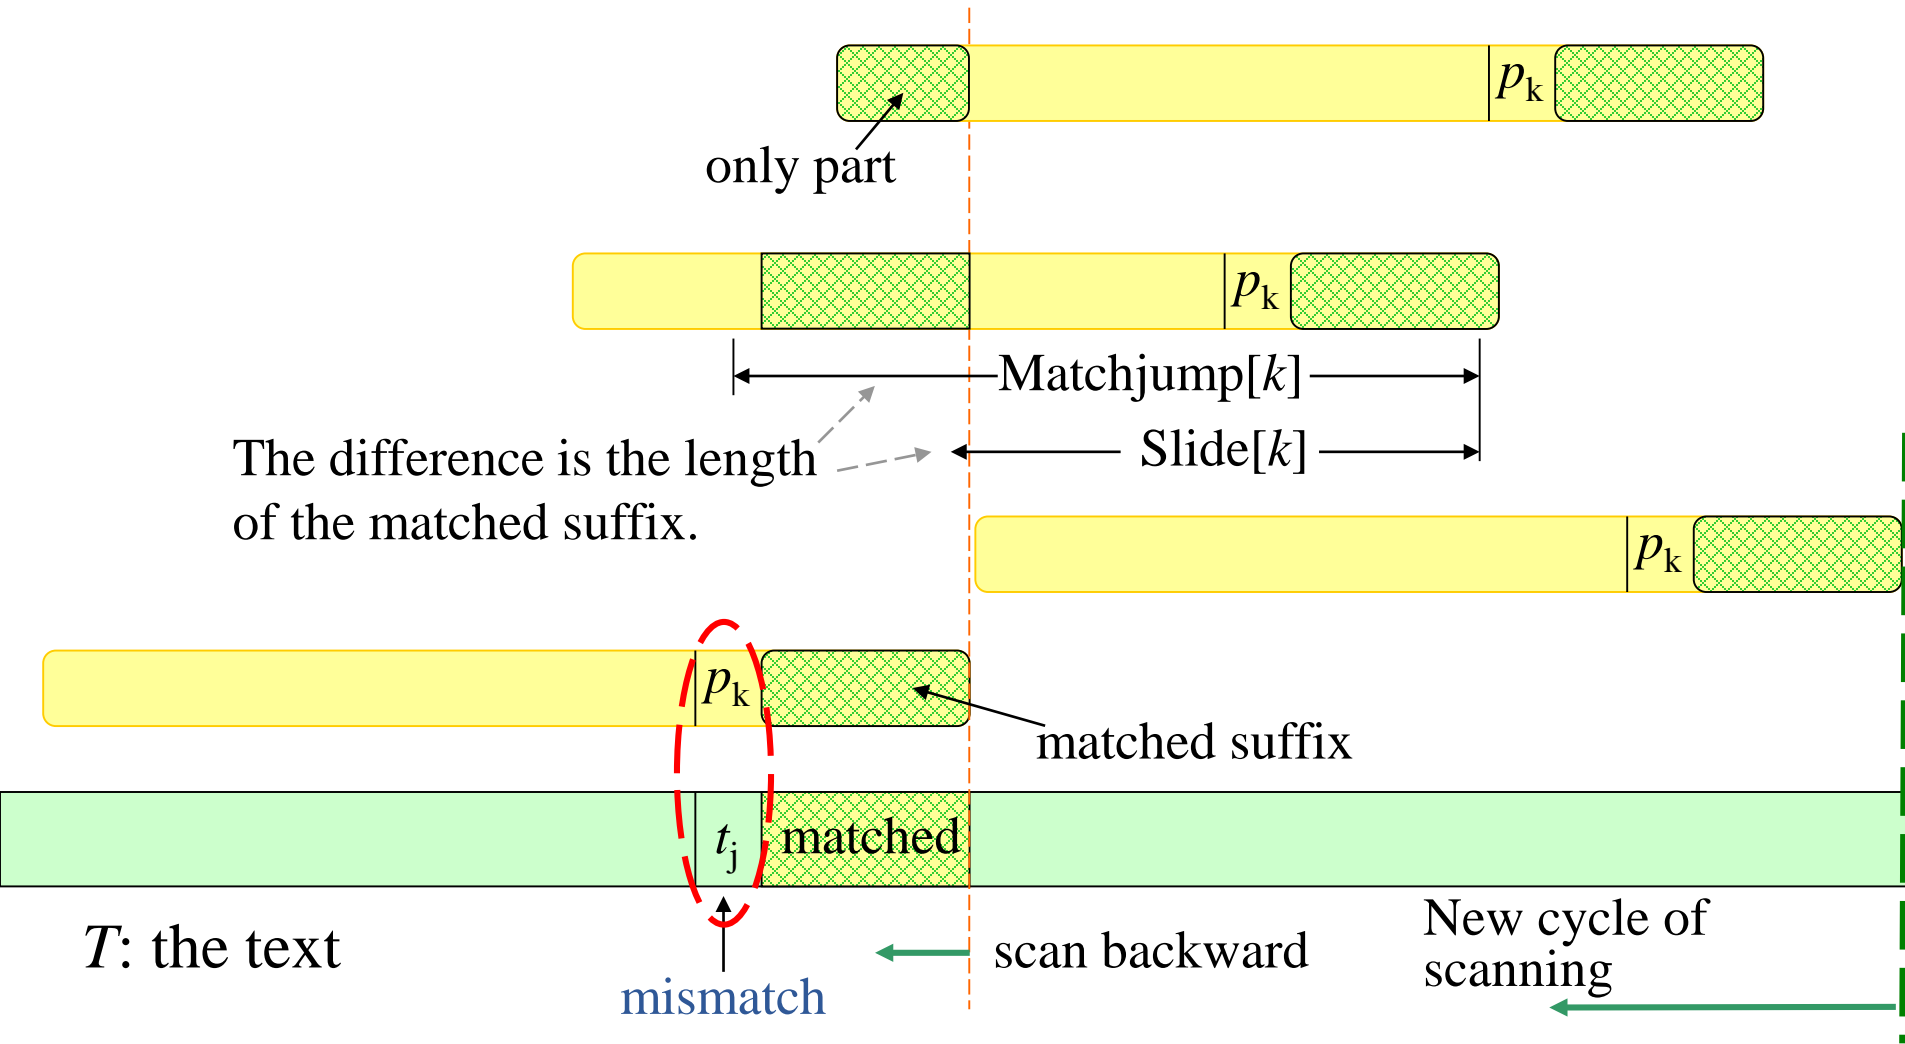 pk
only part
pk
Matchjump[k]
Slide[k]
The difference is the length
of the matched suffix.
pk
pk
matched suffix
tj
matched
T: the text
mismatch
scan backward
New cycle of
scanning